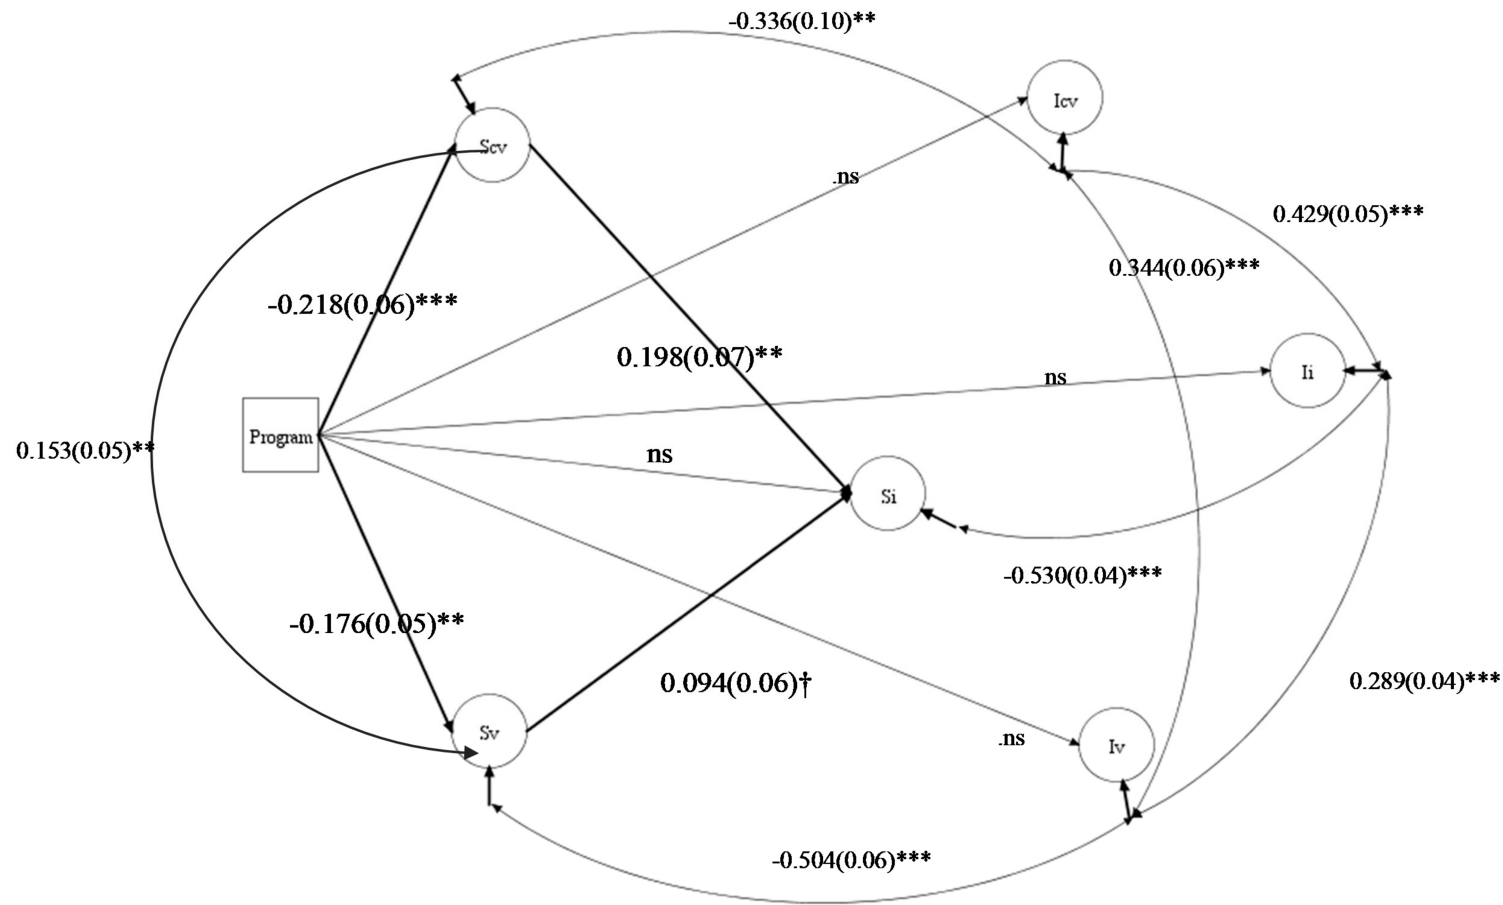 -0.336(0.10)**
Icv
Scv
.ns
0.429(0.05)***
0.344(0.06)***
-0.218(0.06)***
0.198(0.07)**
Ii
ns
Program
0.153(0.05)**
ns
Si
-0.530(0.04)***
-0.176(0.05)**
0.094(0.06)†
0.289(0.04)***
Sv
.ns
Iv
-0.504(0.06)***